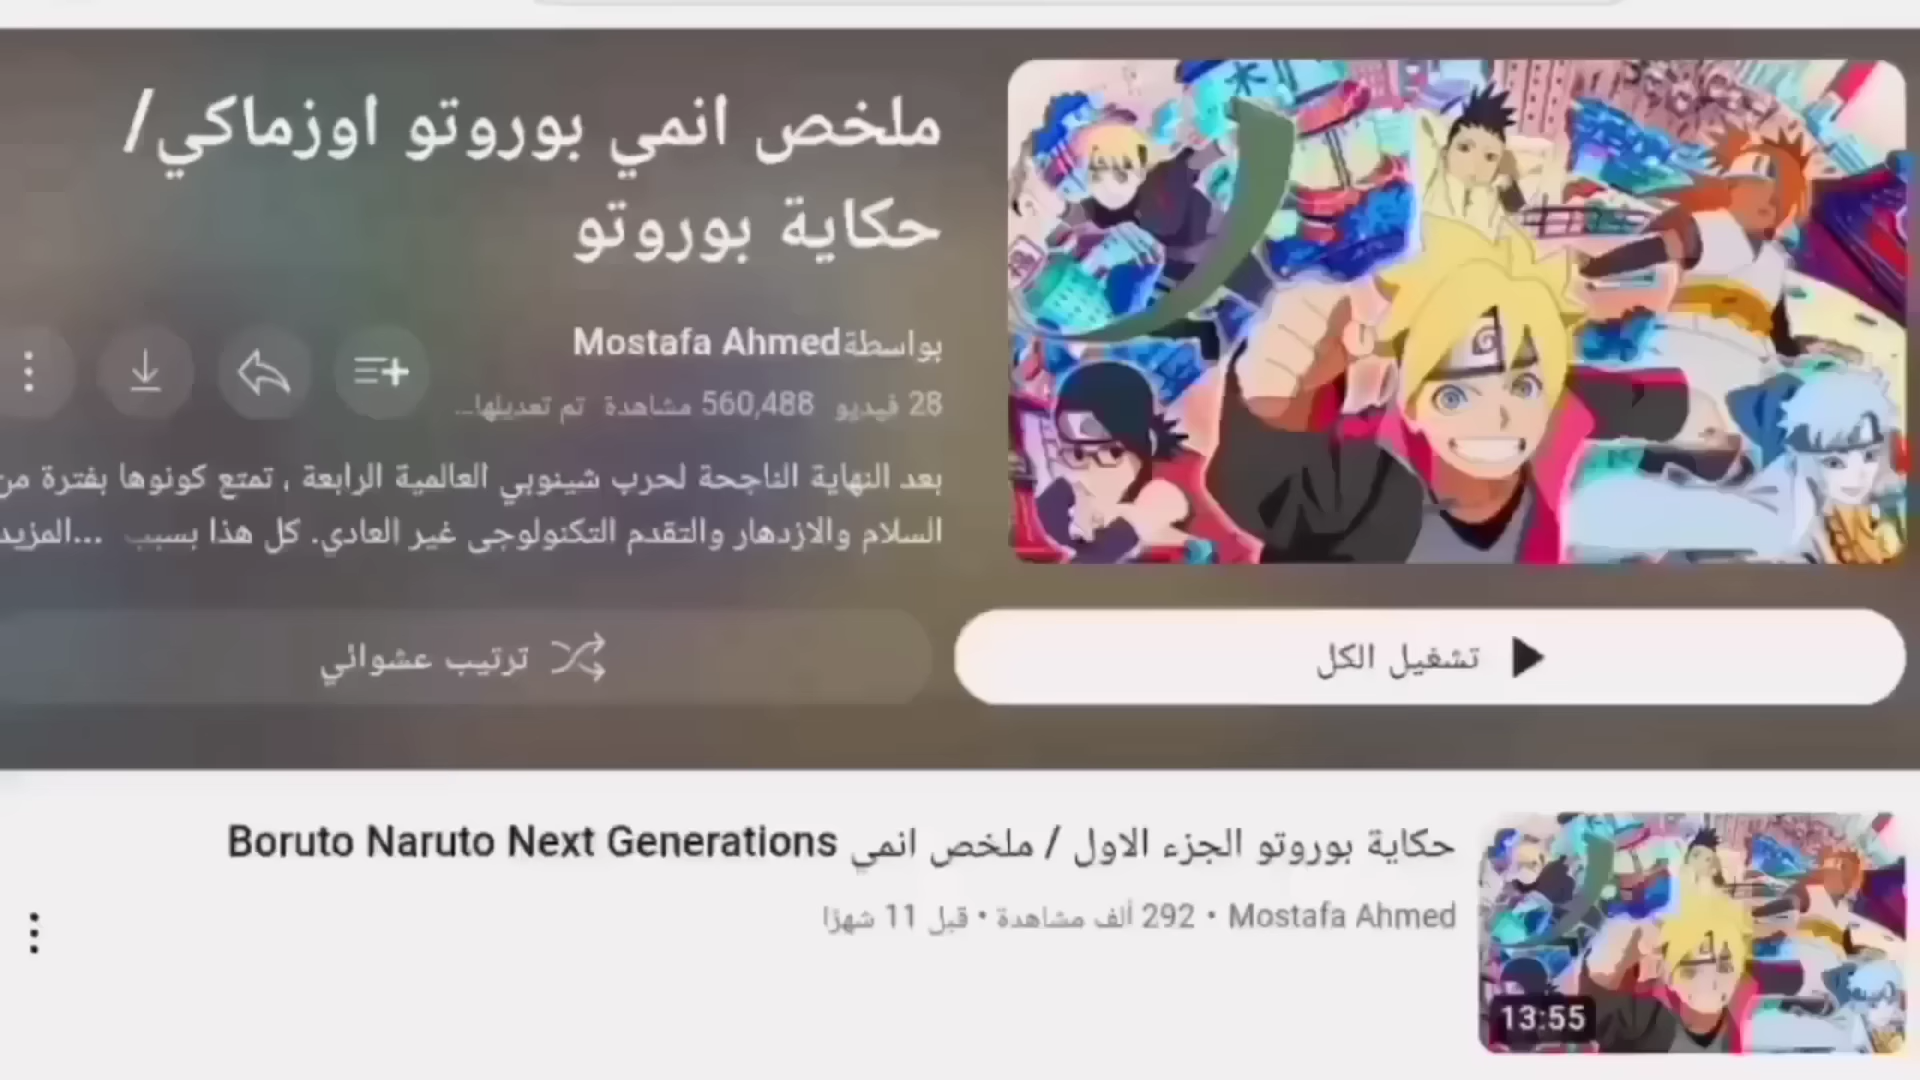 ملخص انمي بوروتو اوزماكي/
حكاية بوروتو
بواسطة Mostafa Ahmed
28 فيديو 560,488 مشاهدة تم تعديلها...
بعد النهاية الناجحة لحرب شينوبي العالمية الرابعة ، تمتع كونوها بفترة من
السلام والازدهار والتقدم التكنولوجى غير العادي. كل هذا بسبب ...المزيد
تشغيل الكل
ترتيب عشوائي
حكاية بوروتو الجزء الاول / ملخص انمي Boruto Naruto Next Generations
Mostafa Ahmed • 292 ألف مشاهدة • قبل 11 شهرًا
13:55